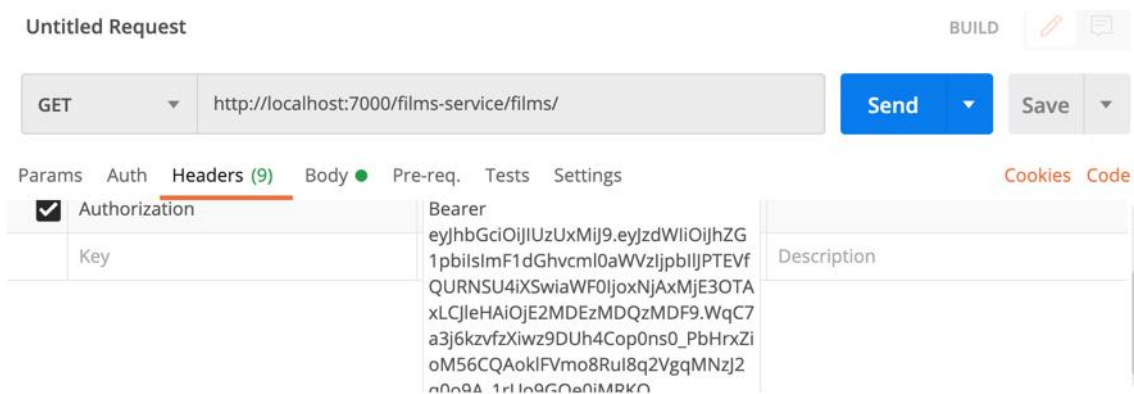 Untitled Request
BUILD
GET
http://localhost:7000/films-service/films/
Send
Save
Params Auth Headers (9) Body Pre-req. Tests Settings
Cookies Code
Authorization
Bearer
eyJhbGciOiJIUzUxMiJ9.eyJzdWIiOiJhZG
1pbiIsImF1dGhvcml0aWVzIjpbIlJPTEVf
QURNSU4iXSwiaWF0IjoxNjAxMjE3OTA
xLCJleHAiOjE2MDEzMDQzMDF9.WqC7
a3j6kzvfzXiwz9DUh4Cop0ns0_PbHrxZi
oM56CQAoklFVmo8RuI8q2VgqMNzJ2
Key
Description